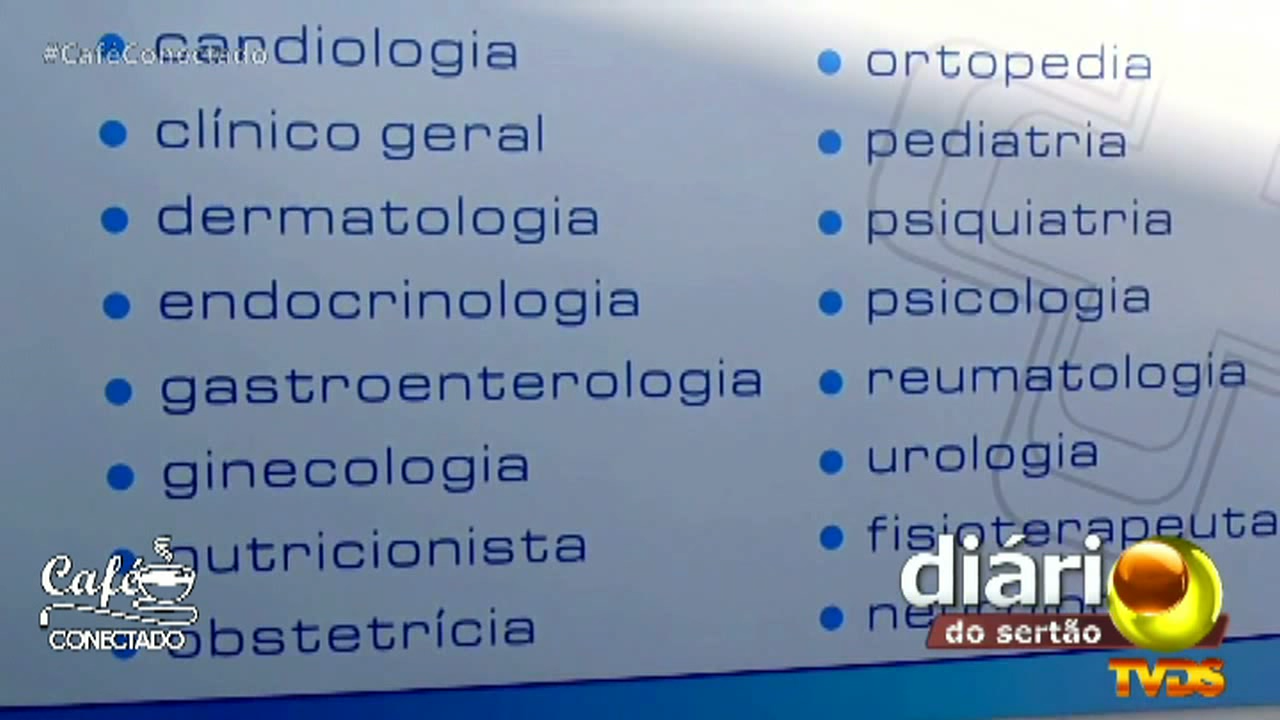 #CaféConectado
cardiologia
clínico geral
dermatologia
endocrinologia
gastroenterologia
ginecologia
nutricionista
obstetrícia
ortopedia
pediatria
psiquiatria
psicologia
reumatologia
urologia
fisioterapeuta
Café
CONECTADO
diário
do sertão
TVDS